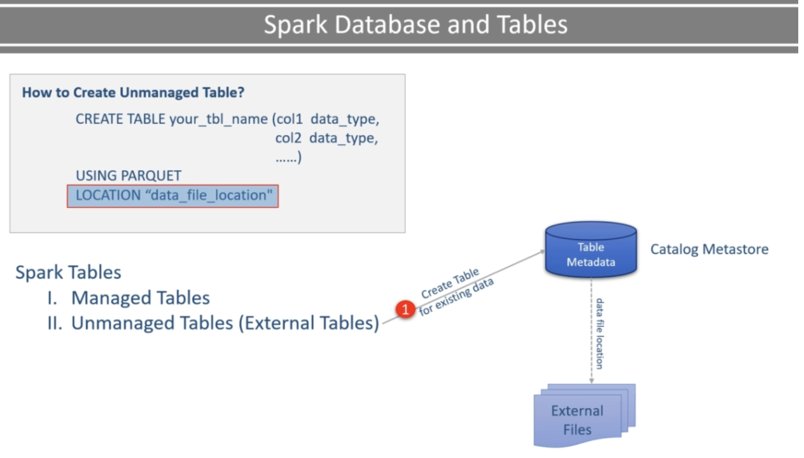 Spark Database and Tables
How to Create Unmanaged Table?
CREATE TABLE your_tbl_name (col1 data_type,
col2 data_type,
......)
USING PARQUET
LOCATION “data_file_location"
Spark Tables
I. Managed Tables
II. Unmanaged Tables (External Tables)
1
Create Table
for existing data
Table
Metadata
Catalog Metastore
data file location
External
Files